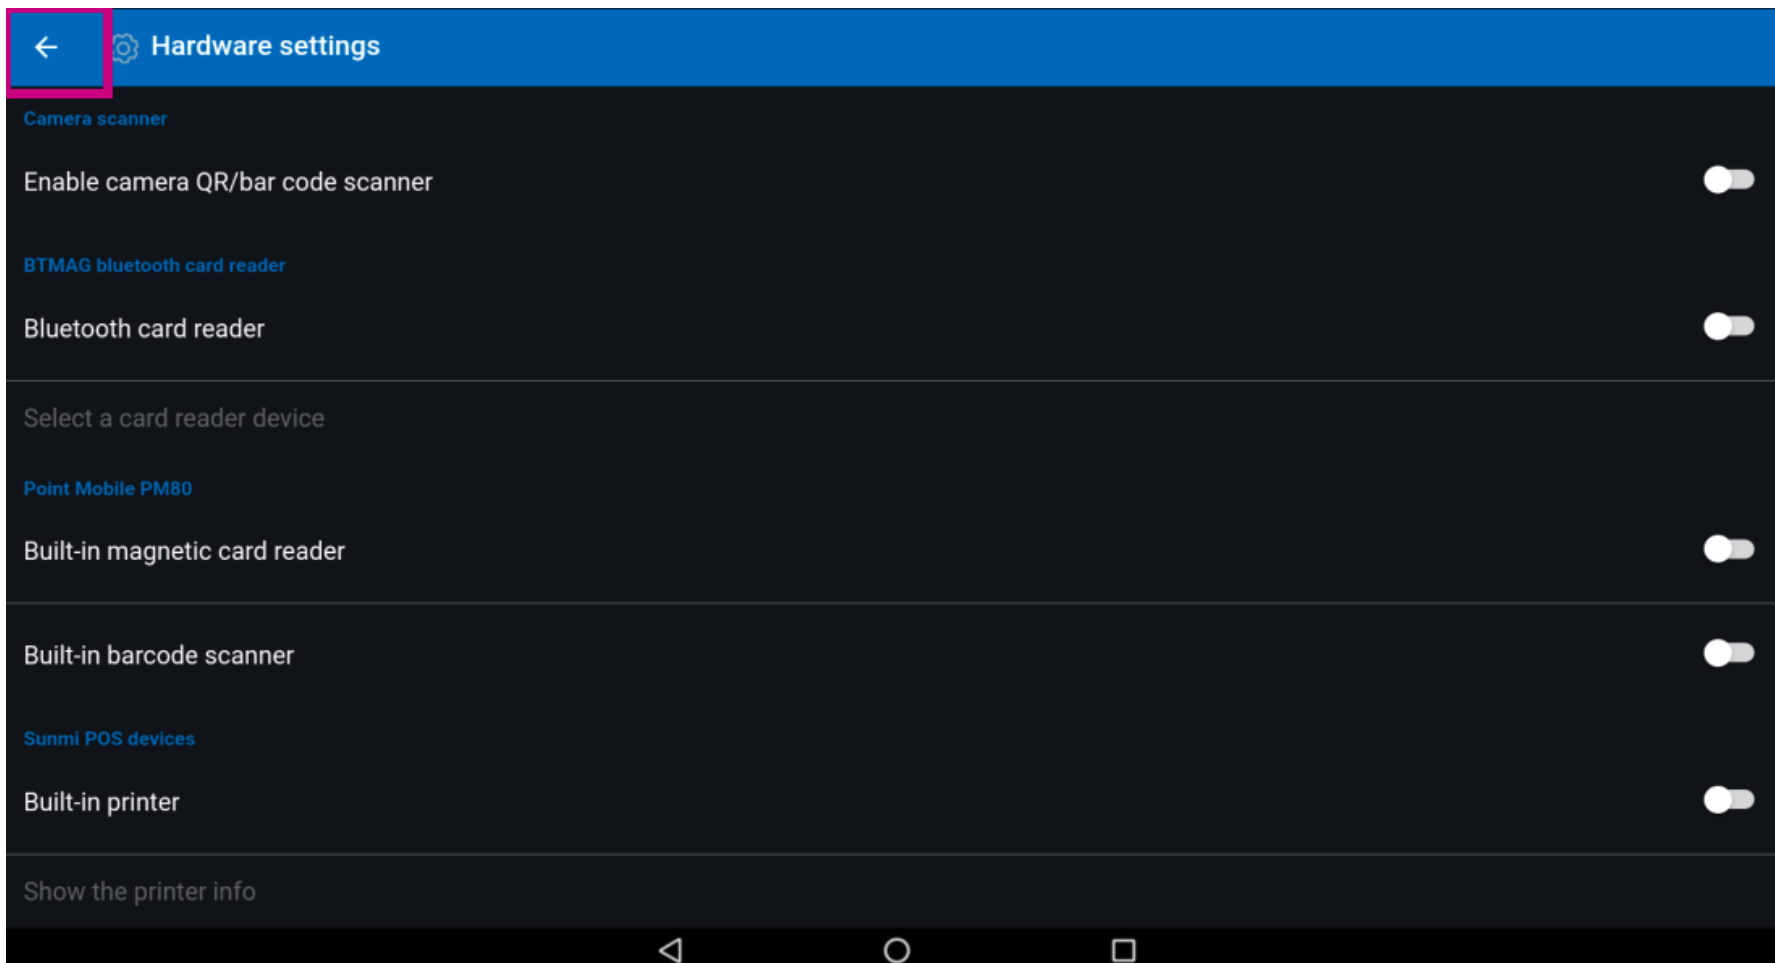 Hardware settings
Camera scanner
Enable camera QR/bar code scanner
BTMAG bluetooth card reader
Bluetooth card reader
Select a card reader device
Point Mobile PM80
Built-in magnetic card reader
Built-in barcode scanner
Sunmi POS devices
Built-in printer
Show the printer info